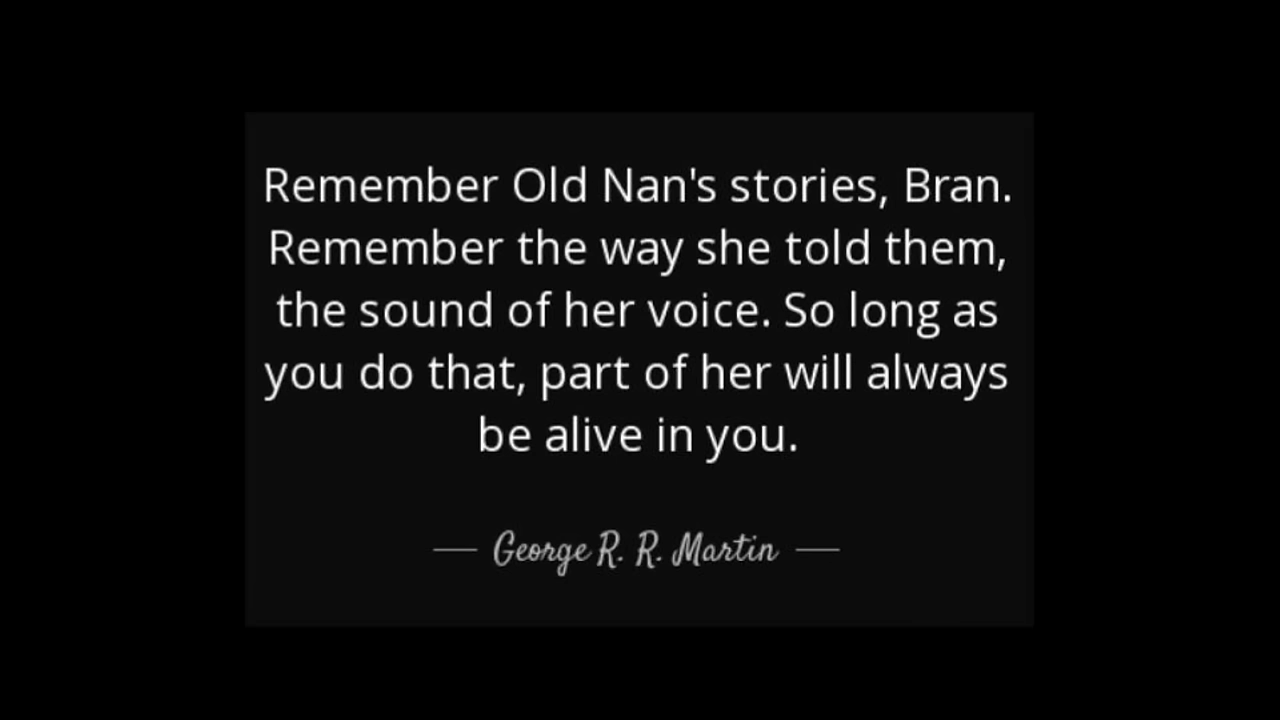 Remember Old Nan's stories, Bran.
Remember the way she told them,
the sound of her voice. So long as
you do that, part of her will always
be alive in you.
— George R. R. Martin —